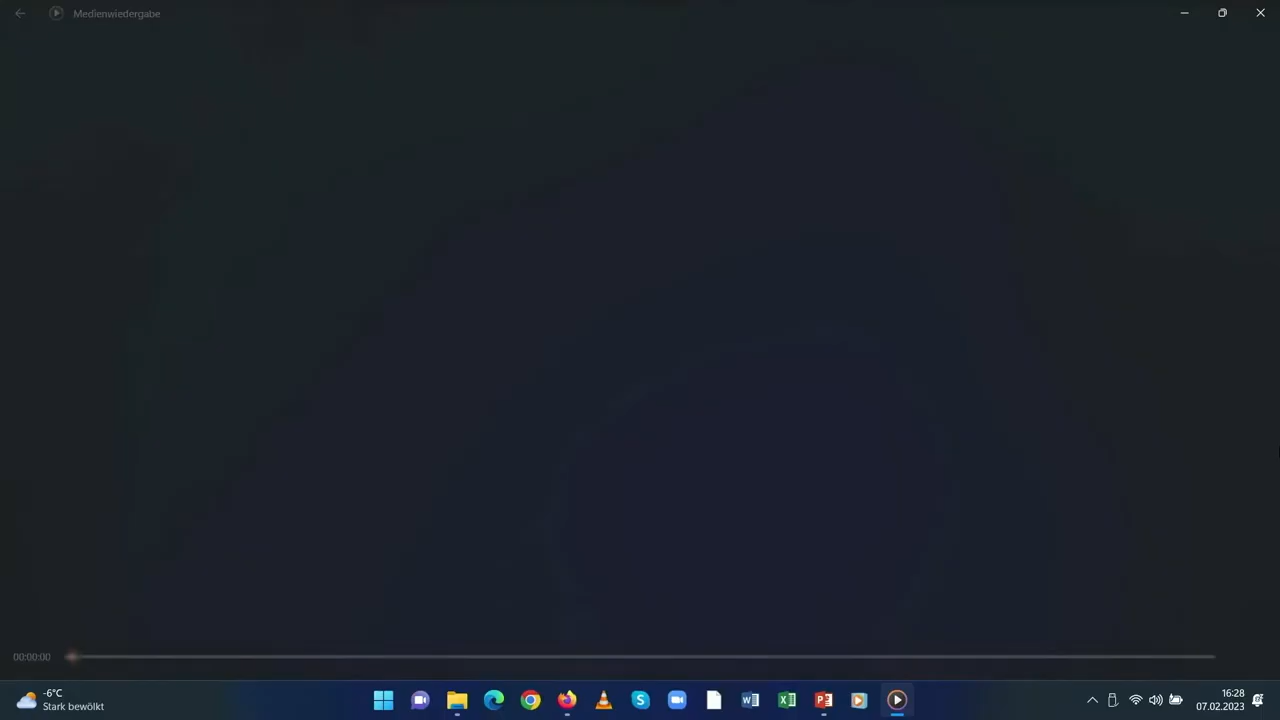 Medienwiedergabe
00:00:00
-6°C
Stark bewölkt
16:28
07.02.2023